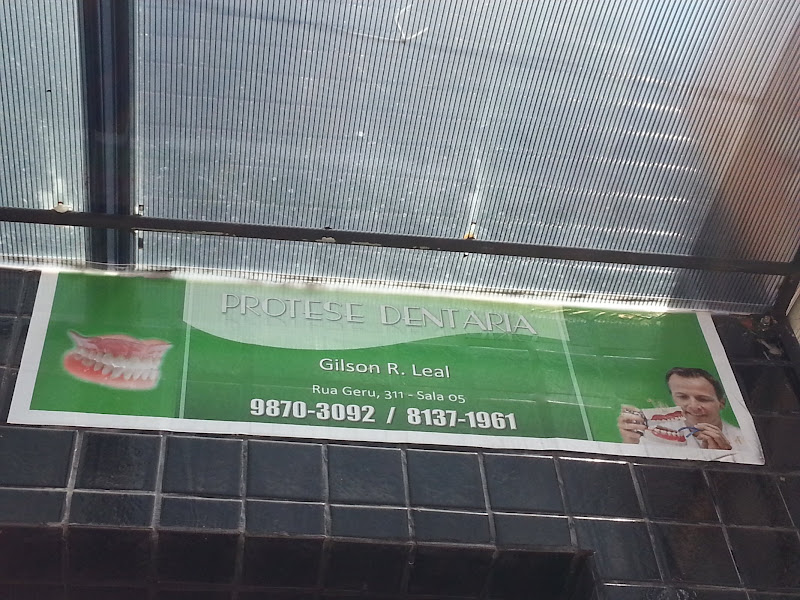 PROTESE DENTARIA
Gilson R. Leal
Rua Geru, 311 - Sala 05
9870-3092 / 8137-1961